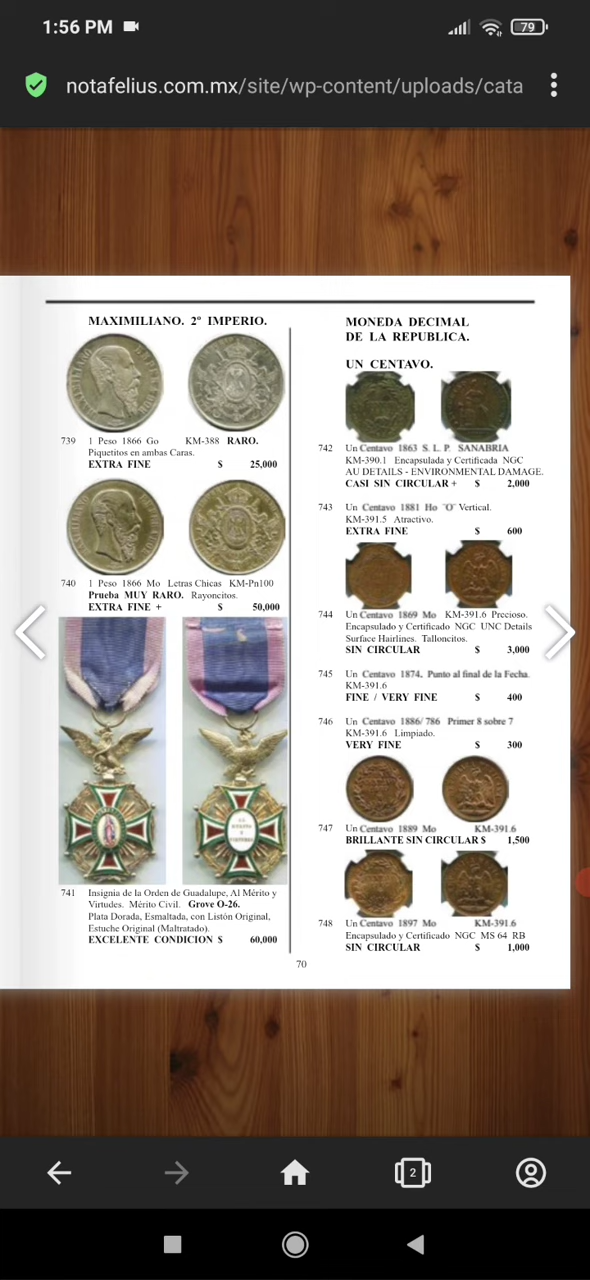 1:56 PM
79
notafelius.com.mx/site/wp-content/uploads/cata
MAXIMILIANO. 2º IMPERIO.
739 1 Peso 1866 Go KM-388 RARO.
Piquetitos en ambas Caras.
EXTRA FINE $ 25,000
740 1 Peso 1866 Mo Letras Chicas KM-Pn100
Prueba MUY RARO. Rayoncitos.
EXTRA FINE + $ 50,000
741 Insignia de la Orden de Guadalupe, Al Mérito y
Virtudes. Mérito Civil. Grove O-26.
Plata Dorada, Esmaltada, con Listón Original,
Estuche Original (Maltratado).
EXCELENTE CONDICION $ 60,000
MONEDA DECIMAL
DE LA REPUBLICA.
UN CENTAVO.
742 Un Centavo 1863 S. L. P. SANABRIA
KM-390.1 Encapsulada y Certificada NGC
AU DETAILS - ENVIRONMENTAL DAMAGE.
CASI SIN CIRCULAR + $ 2,000
743 Un Centavo 1881 Ho "O" Vertical.
KM-391.5 Atractivo.
EXTRA FINE $ 600
744 Un Centavo 1869 Mo KM-391.6 Precioso.
Encapsulado y Certificado NGC UNC Details
Surface Hairlines. Talloncitos.
SIN CIRCULAR $ 3,000
745 Un Centavo 1874. Punto al final de la Fecha.
KM-391.6
FINE / VERY FINE $ 400
746 Un Centavo 1886/ 786 Primer 8 sobre 7
KM-391.6 Limpiado.
VERY FINE $ 300
747 Un Centavo 1889 Mo KM-391.6
BRILLANTE SIN CIRCULAR $ 1,500
748 Un Centavo 1897 Mo KM-391.6
Encapsulado y Certificado NGC MS 64 RB
SIN CIRCULAR $ 1,000
70
2